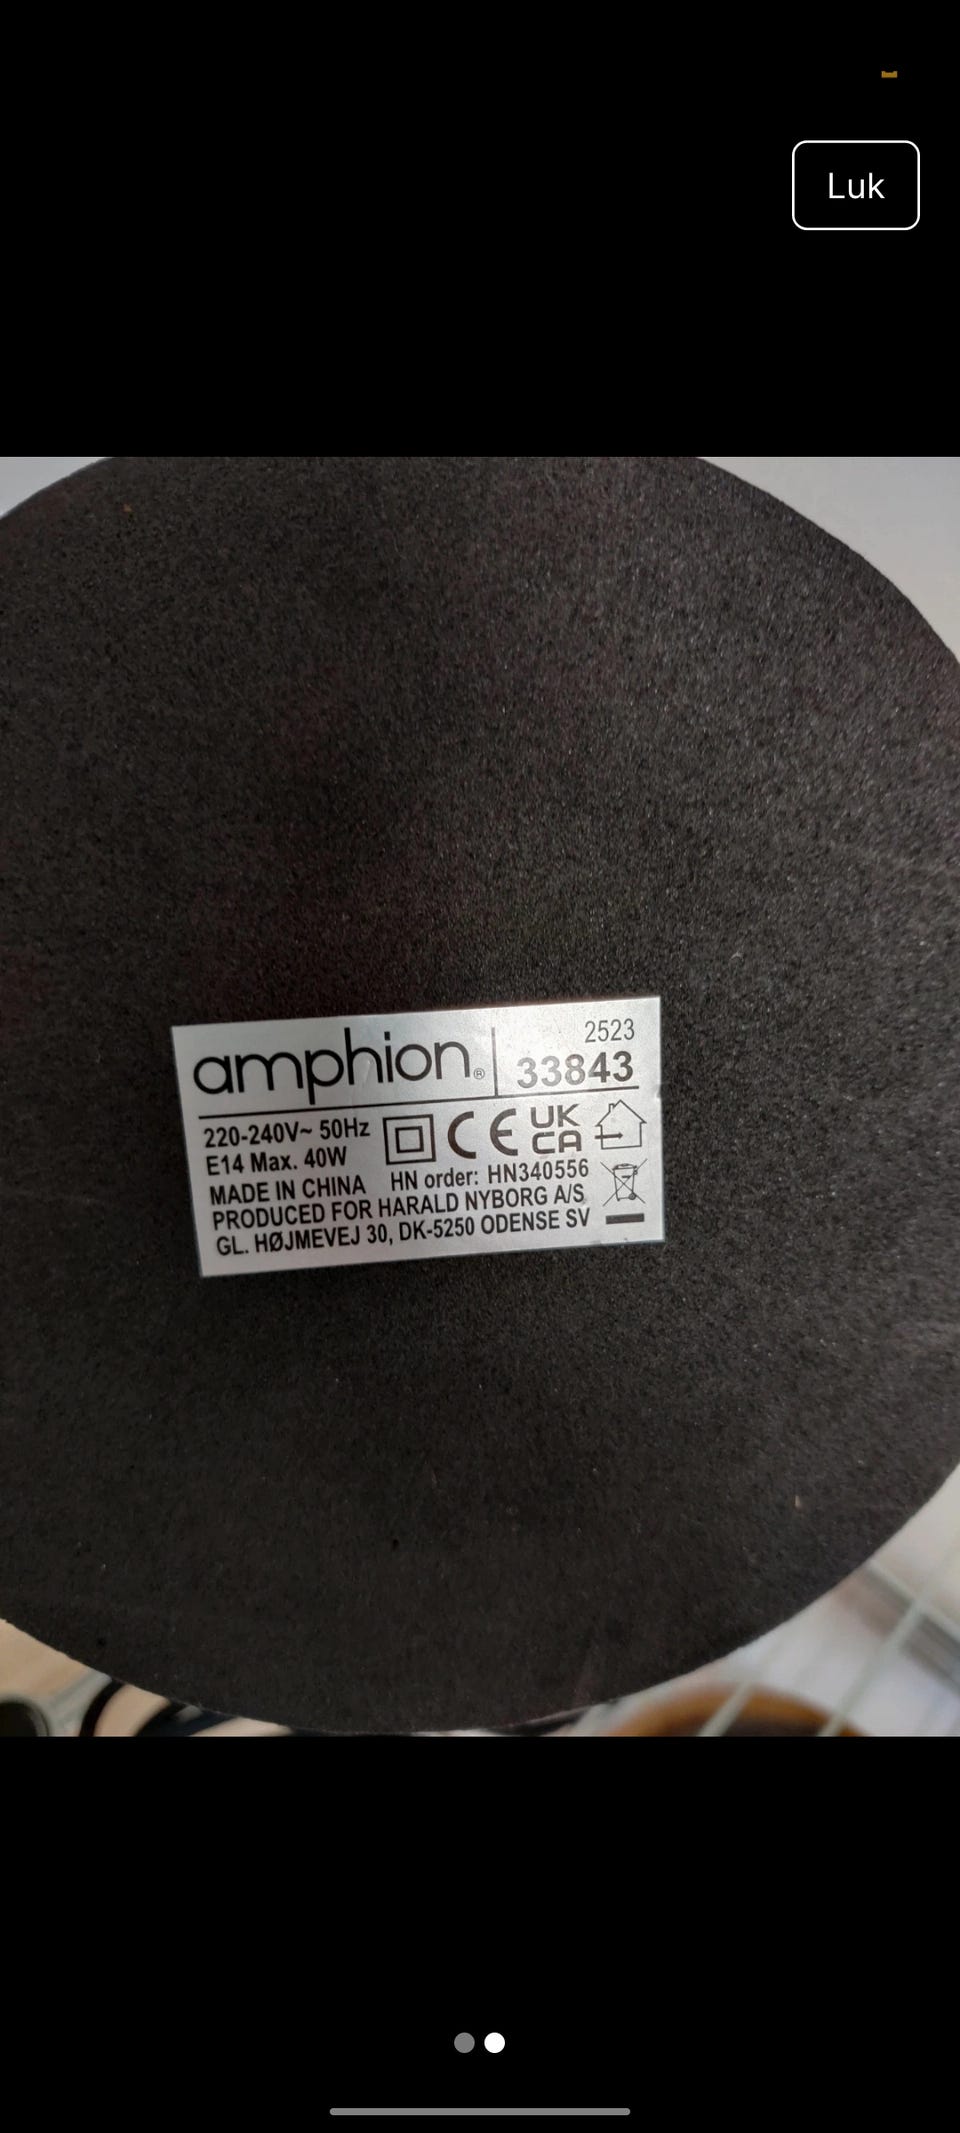 Luk
amphion®
2523
33843
220-240V~ 50Hz
E14 Max. 40W
CE UK
CA
MADE IN CHINA HN order: HN340556
PRODUCED FOR HARALD NYBORG A/S
GL. HØJMEVEJ 30, DK-5250 ODENSE SV